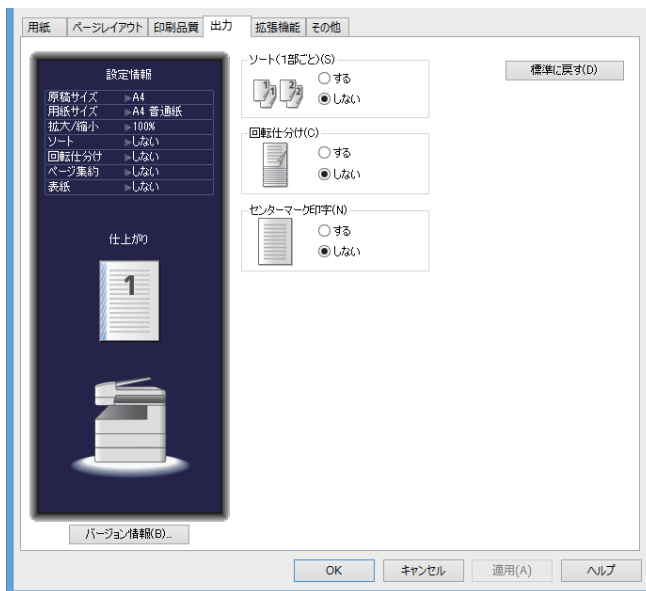 用紙 ページレイアウト 印刷品質 出力 拡張機能 その他
設定情報
原稿サイズ ▶A4
用紙サイズ ▶A4 普通紙
拡大/縮小 ▶100%
ソート ▶しない
回転仕分け ▶しない
ページ集約 ▶しない
表紙 ▶しない
仕上がり
1
バージョン情報(B)...
ソート(1部ごと)(S)
1 1 2 2
する
しない
回転仕分け(C)
する
しない
センターマーク印字(N)
する
しない
標準に戻す(D)
OK キャンセル 適用(A) ヘルプ